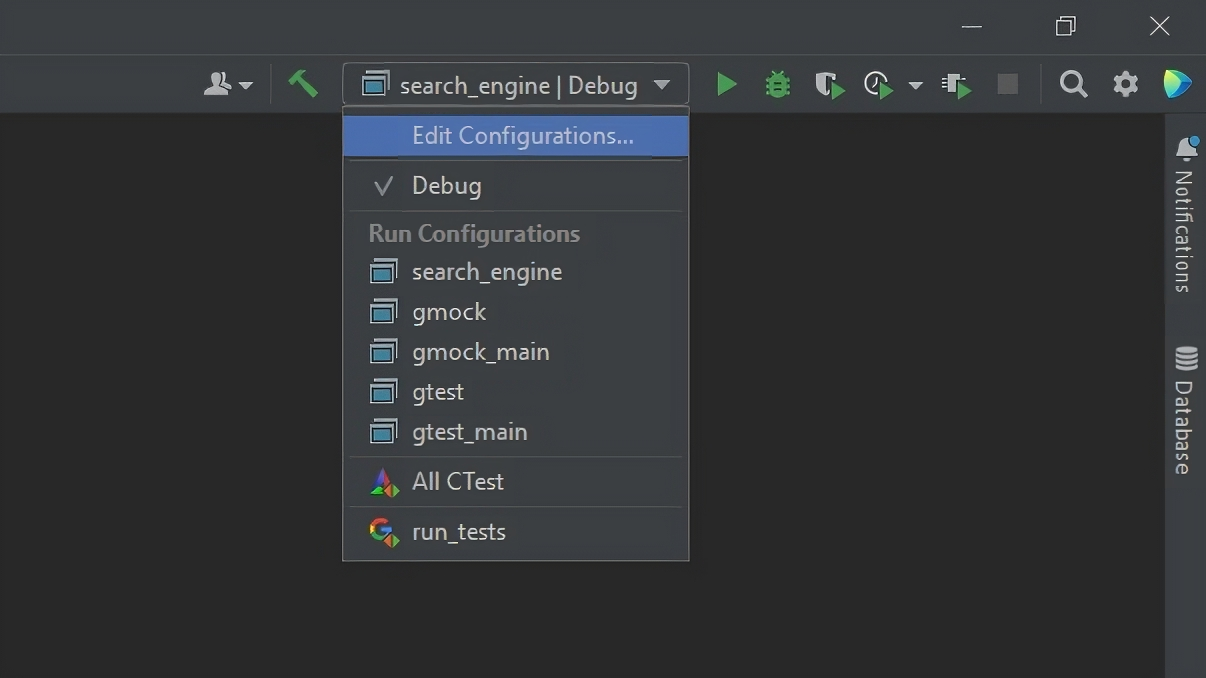 search_engine | Debug
Edit Configurations...
Debug
Run Configurations
search_engine
gmock
gmock_main
gtest
gtest_main
All CTest
run_tests
Notifications
Database